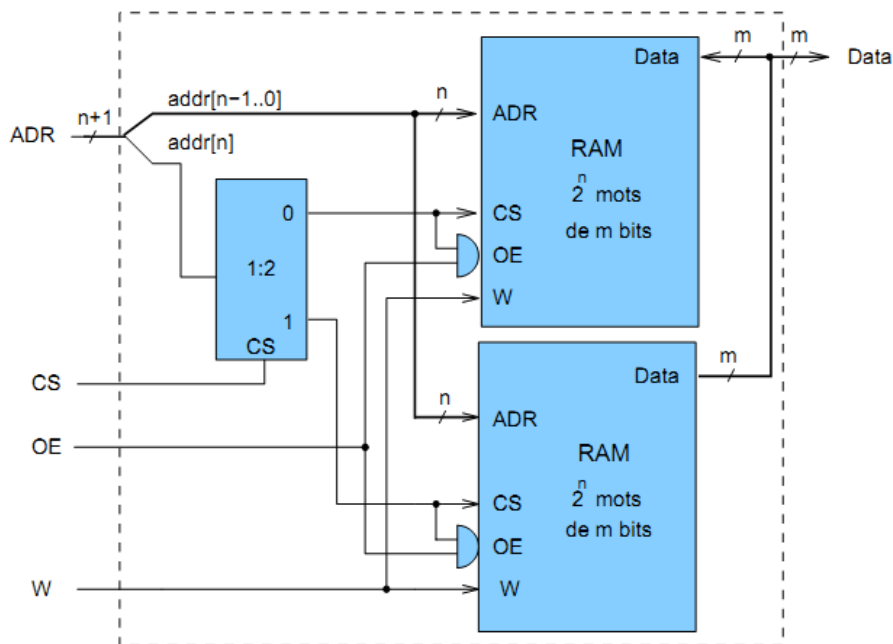 m
m
Data
Data
addr[n−1..0]
n
n+1
ADR
ADR
addr[n]
RAM
2^n mots
de m bits
0
CS
1:2
OE
1
W
CS
Data
m
CS
n
ADR
OE
RAM
2^n mots
de m bits
CS
OE
W
W